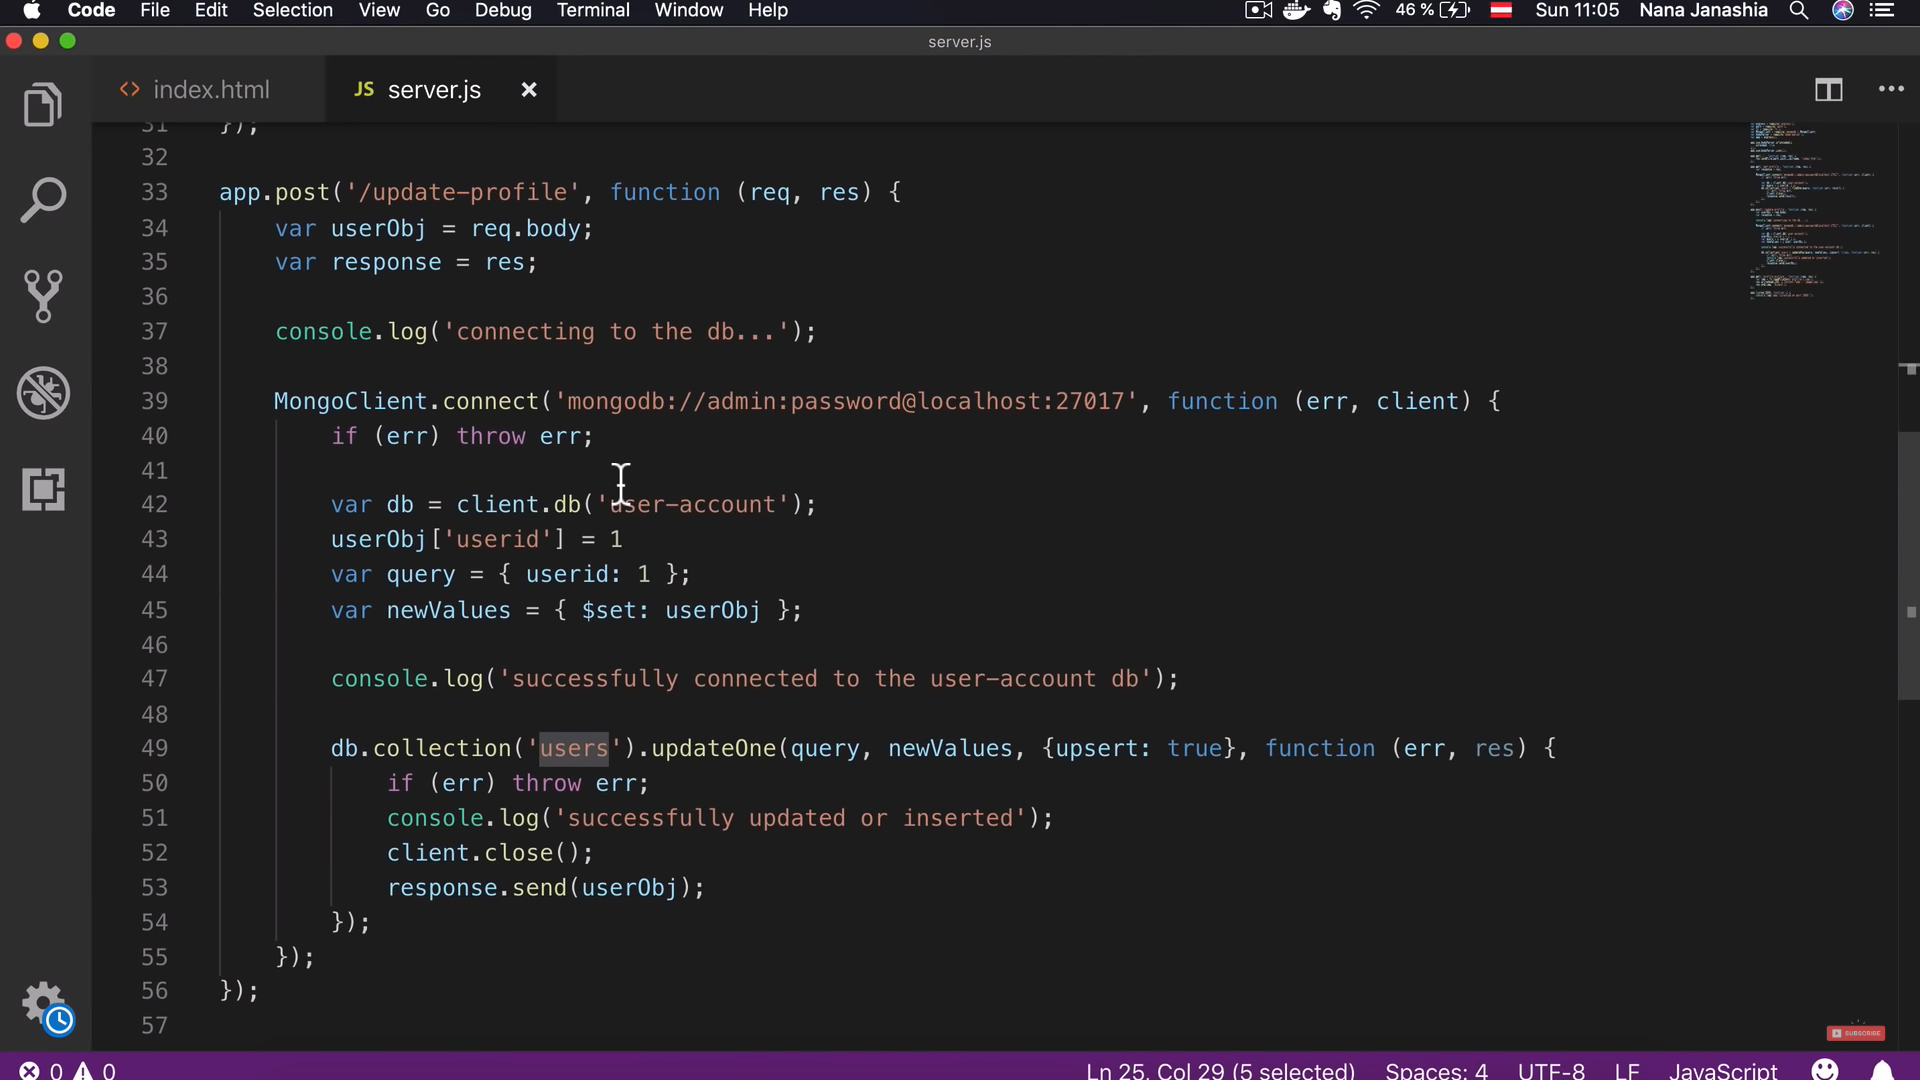 Code File Edit Selection View Go Debug Terminal Window Help 46 % Sun 11:05 Nana Janashia
server.js
<> index.html JS server.js ×
31 });
32
33 app.post('/update-profile', function (req, res) {
34 var userObj = req.body;
35 var response = res;
36
37 console.log('connecting to the db...');
38
39 MongoClient.connect('mongodb://admin:password@localhost:27017', function (err, client) {
40 if (err) throw err;
41
42 var db = client.db('user-account');
43 userObj['userid'] = 1
44 var query = { userid: 1 };
45 var newValues = { $set: userObj };
46
47 console.log('successfully connected to the user-account db');
48
49 db.collection('users').updateOne(query, newValues, {upsert: true}, function (err, res) {
50 if (err) throw err;
51 console.log('successfully updated or inserted');
52 client.close();
53 response.send(userObj);
54 });
55 });
56 });
57
SUBSCRIBE
0 0 Ln 25, Col 29 (5 selected) Spaces: 4 UTF-8 LF JavaScript